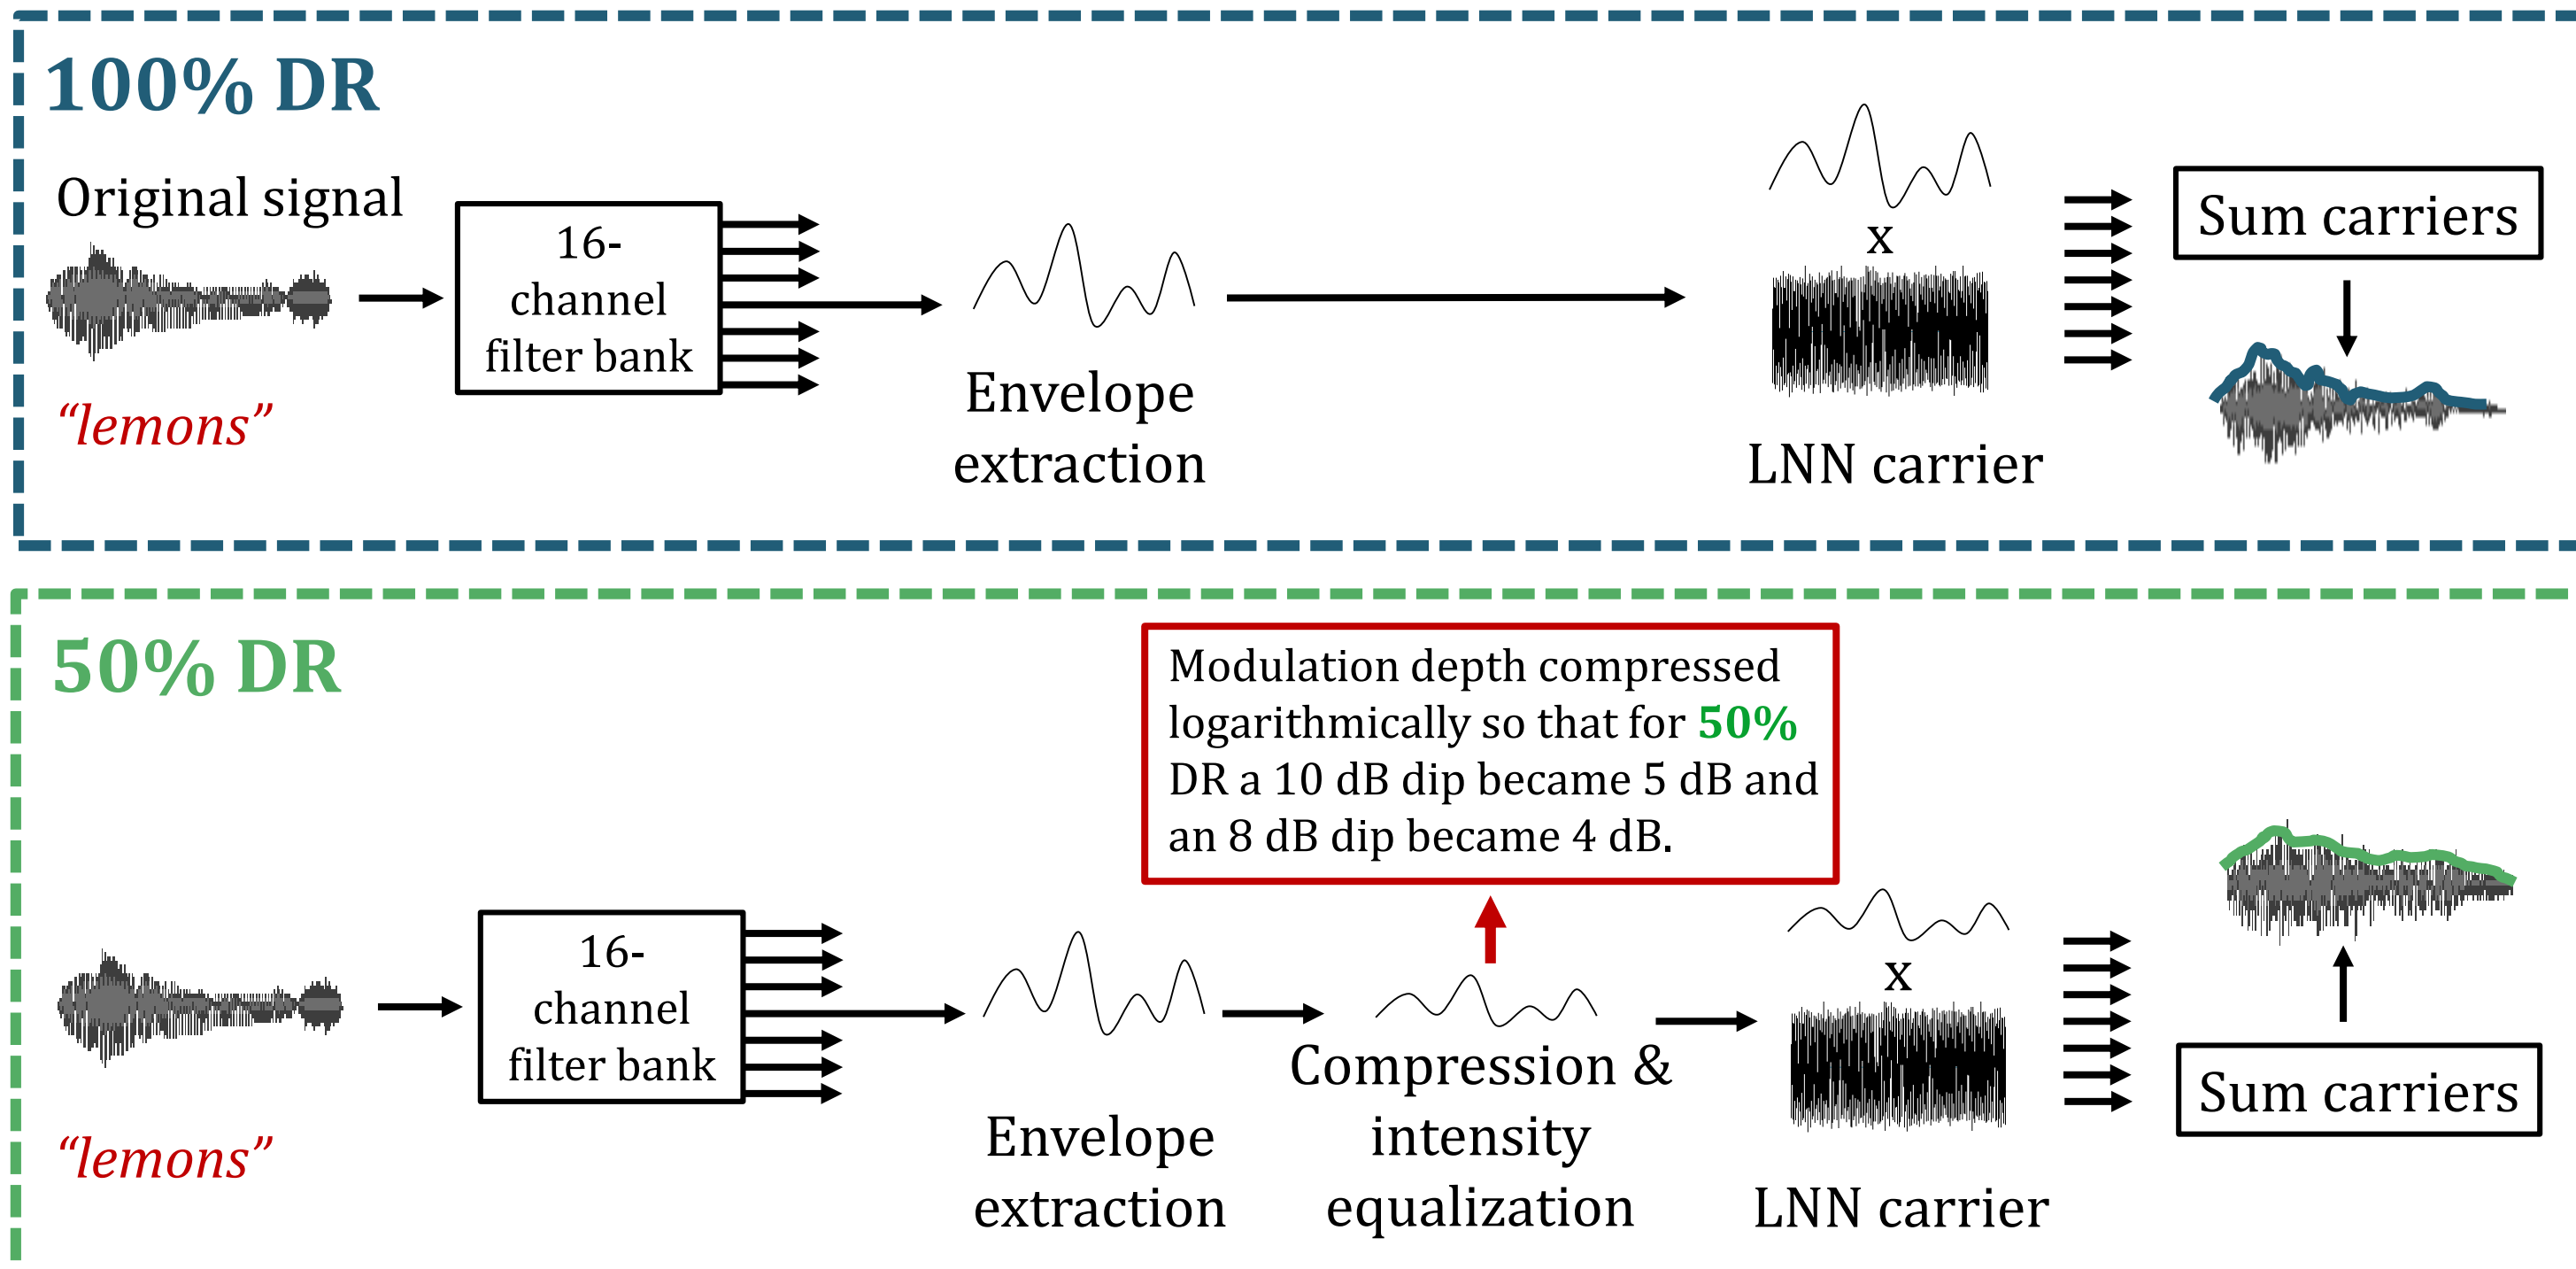 100% DR
Original signal
“lemons”
16-
channel
filter bank
Envelope
extraction
x
LNN carrier
Sum carriers
50% DR
Modulation depth compressed
logarithmically so that for 50%
DR a 10 dB dip became 5 dB and
an 8 dB dip became 4 dB.
“lemons”
16-
channel
filter bank
Envelope
extraction
Compression &
intensity
equalization
x
LNN carrier
Sum carriers